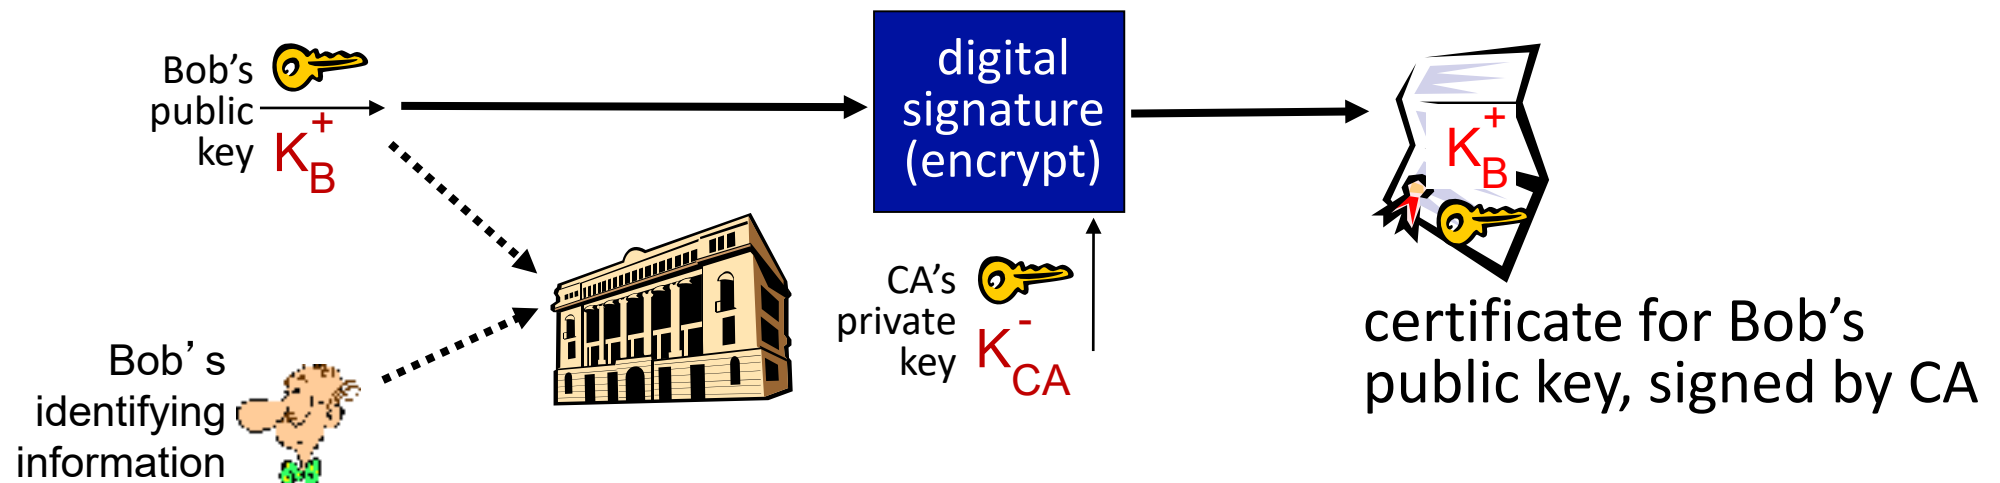 Bob’s
public
key
K
+
B
digital
signature
(encrypt)
K
+
B
CA’s
private
key
K
-
CA
Bob’s
identifying
information
certificate for Bob’s
public key, signed by CA